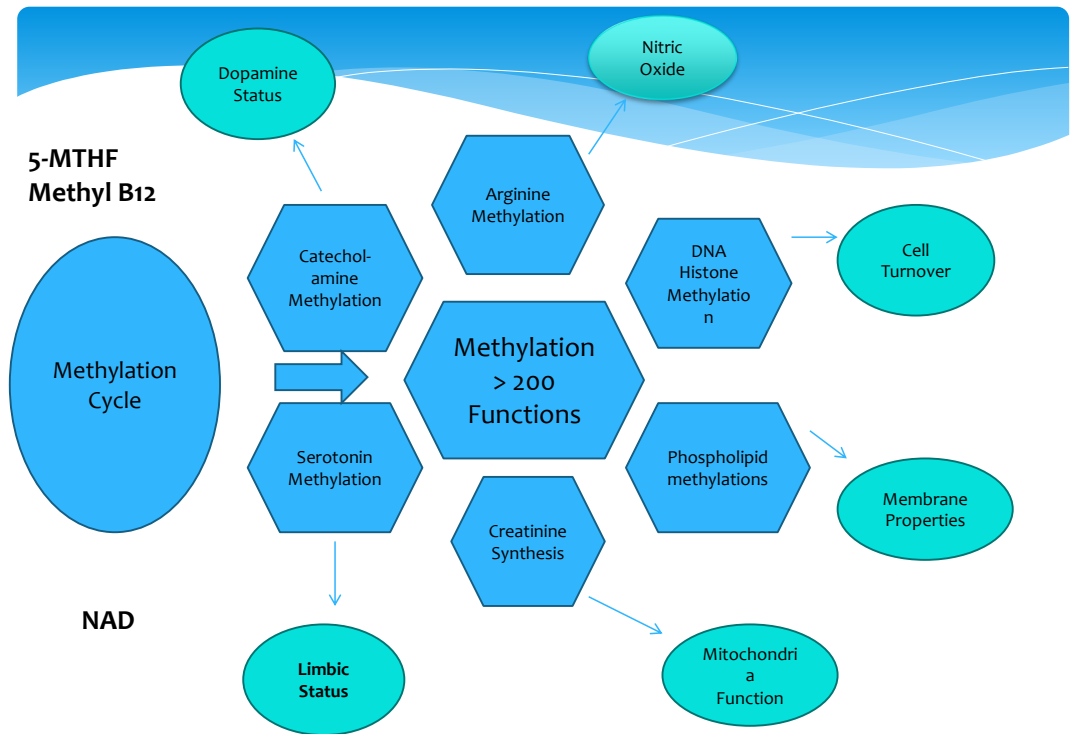 Dopamine
Status
Nitric
Oxide
5-MTHF
Methyl B12
Arginine
Methylation
Catechol-
amine
Methylation
DNA
Histone
Methylatio
n
Cell
Turnover
Methylation
Cycle
Methylation
> 200
Functions
Serotonin
Methylation
Phospholipid
methylations
Membrane
Properties
Creatinine
Synthesis
NAD
Limbic
Status
Mitochondri
a
Function